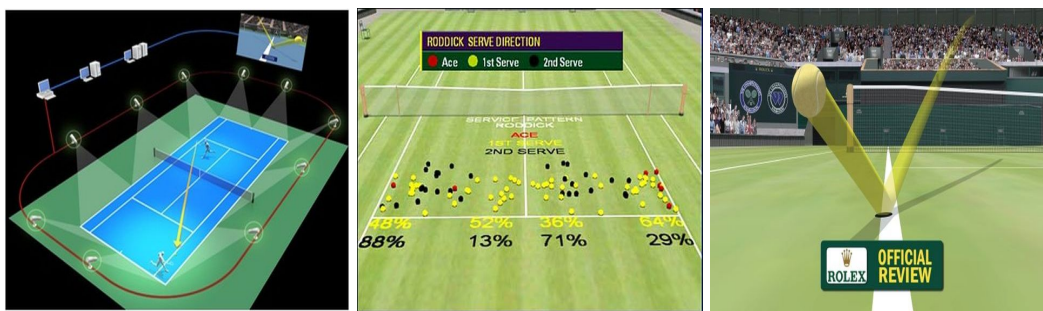 RODDICK SERVE DIRECTION
Ace 1st Serve 2nd Serve
SERVICE PATTERN
RODDICK
ACE
1ST SERVE
2ND SERVE
48% 52% 36% 64%
88% 13% 71% 29%
ROLEX
OFFICIAL
REVIEW